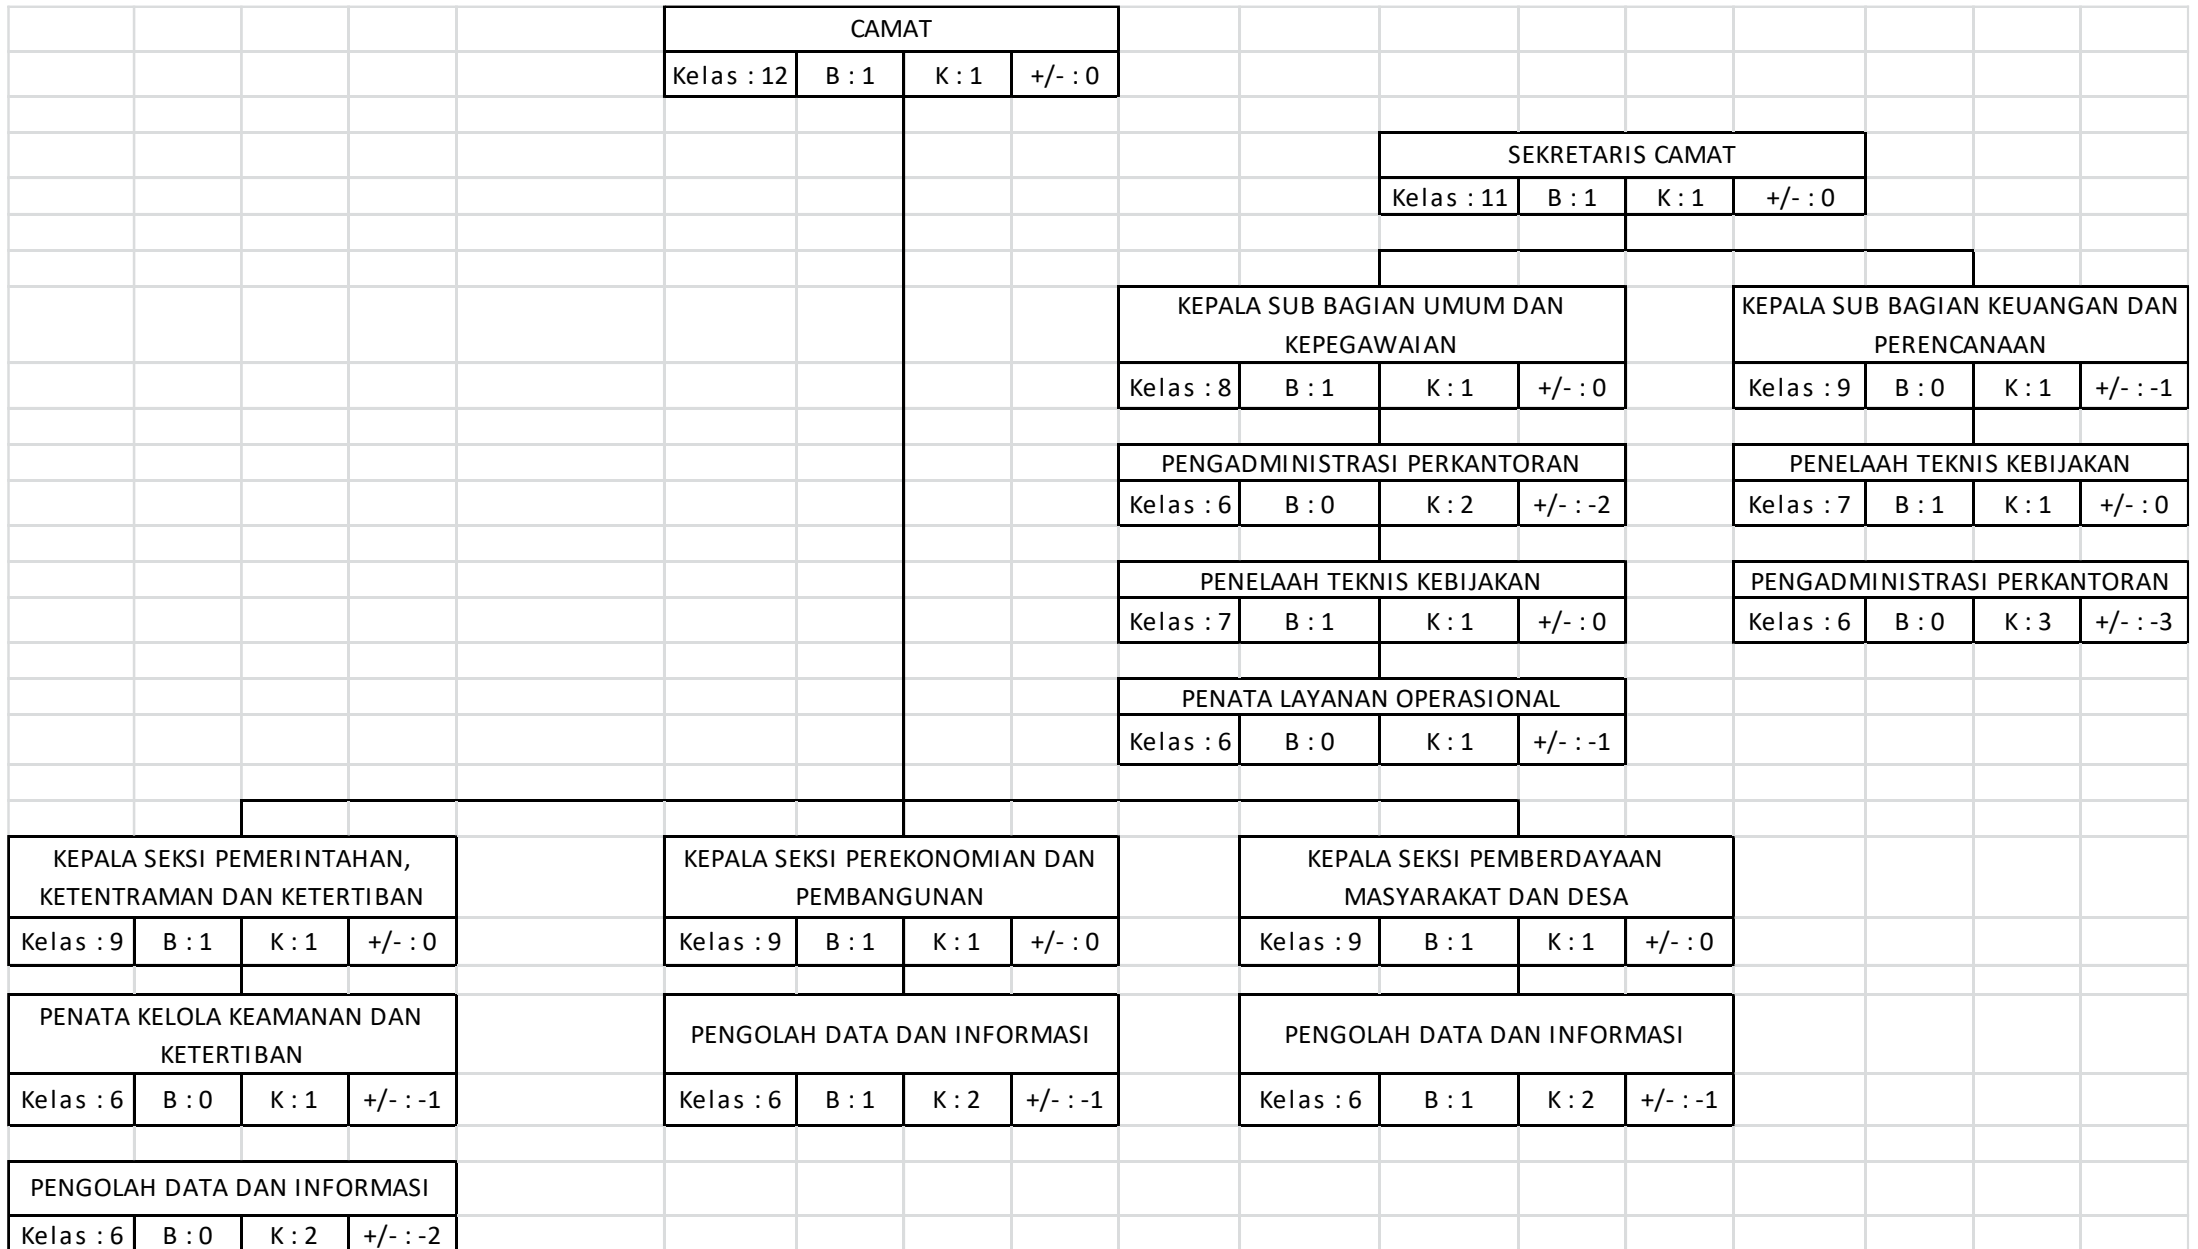 CAMAT
Kelas : 12 B : 1 K : 1 +/- : 0
SEKRETARIS CAMAT
Kelas : 11 B : 1 K : 1 +/- : 0
KEPALA SUB BAGIAN UMUM DAN
KEPEGAWAIAN
Kelas : 8 B : 1 K : 1 +/- : 0
KEPALA SUB BAGIAN KEUANGAN DAN
PERENCANAAN
Kelas : 9 B : 0 K : 1 +/- : -1
PENGADMINISTRASI PERKANTORAN
Kelas : 6 B : 0 K : 2 +/- : -2
PENELAAH TEKNIS KEBIJAKAN
Kelas : 7 B : 1 K : 1 +/- : 0
PENELAAH TEKNIS KEBIJAKAN
Kelas : 7 B : 1 K : 1 +/- : 0
PENGADMINISTRASI PERKANTORAN
Kelas : 6 B : 0 K : 3 +/- : -3
PENATA LAYANAN OPERASIONAL
Kelas : 6 B : 0 K : 1 +/- : -1
KEPALA SEKSI PEMERINTAHAN,
KETENTRAMAN DAN KETERTIBAN
Kelas : 9 B : 1 K : 1 +/- : 0
KEPALA SEKSI PEREKONOMIAN DAN
PEMBANGUNAN
Kelas : 9 B : 1 K : 1 +/- : 0
KEPALA SEKSI PEMBERDAYAAN
MASYARAKAT DAN DESA
Kelas : 9 B : 1 K : 1 +/- : 0
PENATA KELOLA KEAMANAN DAN
KETERTIBAN
Kelas : 6 B : 0 K : 1 +/- : -1
PENGOLAH DATA DAN INFORMASI
Kelas : 6 B : 1 K : 2 +/- : -1
PENGOLAH DATA DAN INFORMASI
Kelas : 6 B : 1 K : 2 +/- : -1
PENGOLAH DATA DAN INFORMASI
Kelas : 6 B : 0 K : 2 +/- : -2